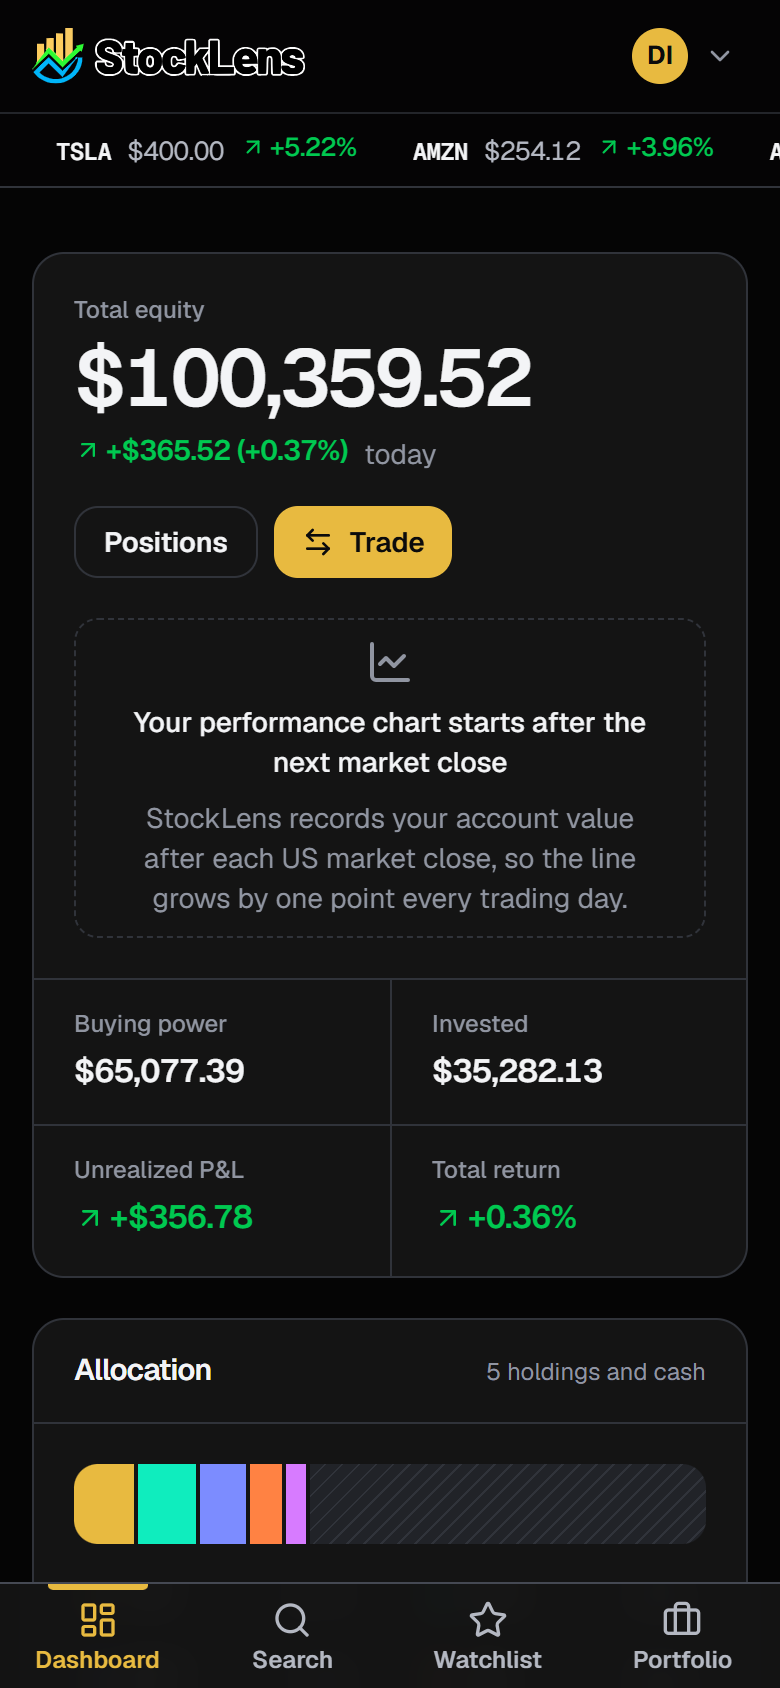 StockLens
DI
TSLA $400.00 +5.22% AMZN $254.12 +3.96% A
Total equity
$100,359.52
+$365.52 (+0.37%) today
Positions
Trade
Your performance chart starts after the
next market close
StockLens records your account value
after each US market close, so the line
grows by one point every trading day.
Buying power
$65,077.39
Invested
$35,282.13
Unrealized P&L
+$356.78
Total return
+0.36%
Allocation
5 holdings and cash
Dashboard
Search
Watchlist
Portfolio